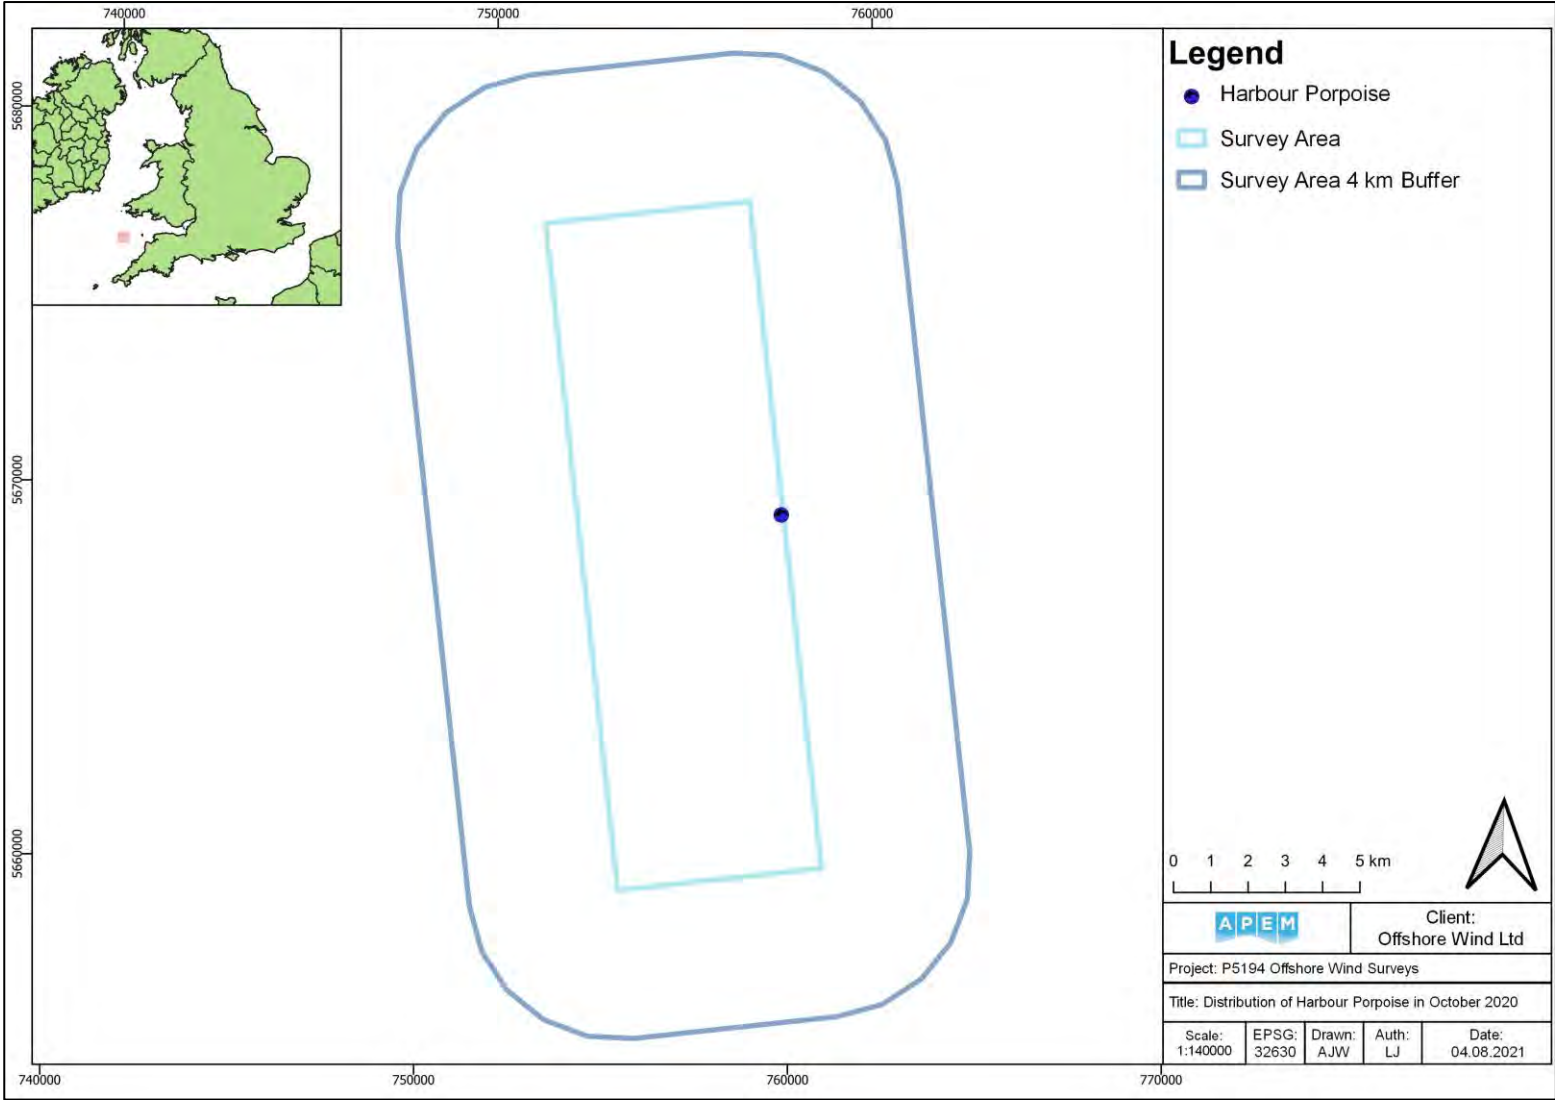 740000
750000
760000
5680000
5670000
5660000
740000
750000
760000
770000
Legend
Harbour Porpoise
Survey Area
Survey Area 4 km Buffer
0 1 2 3 4 5 km
APEM
Client:
Offshore Wind Ltd
Project: P5194 Offshore Wind Surveys
Title: Distribution of Harbour Porpoise in October 2020
Scale:
1:140000
EPSG:
32630
Drawn:
AJW
Auth:
LJ
Date:
04.08.2021